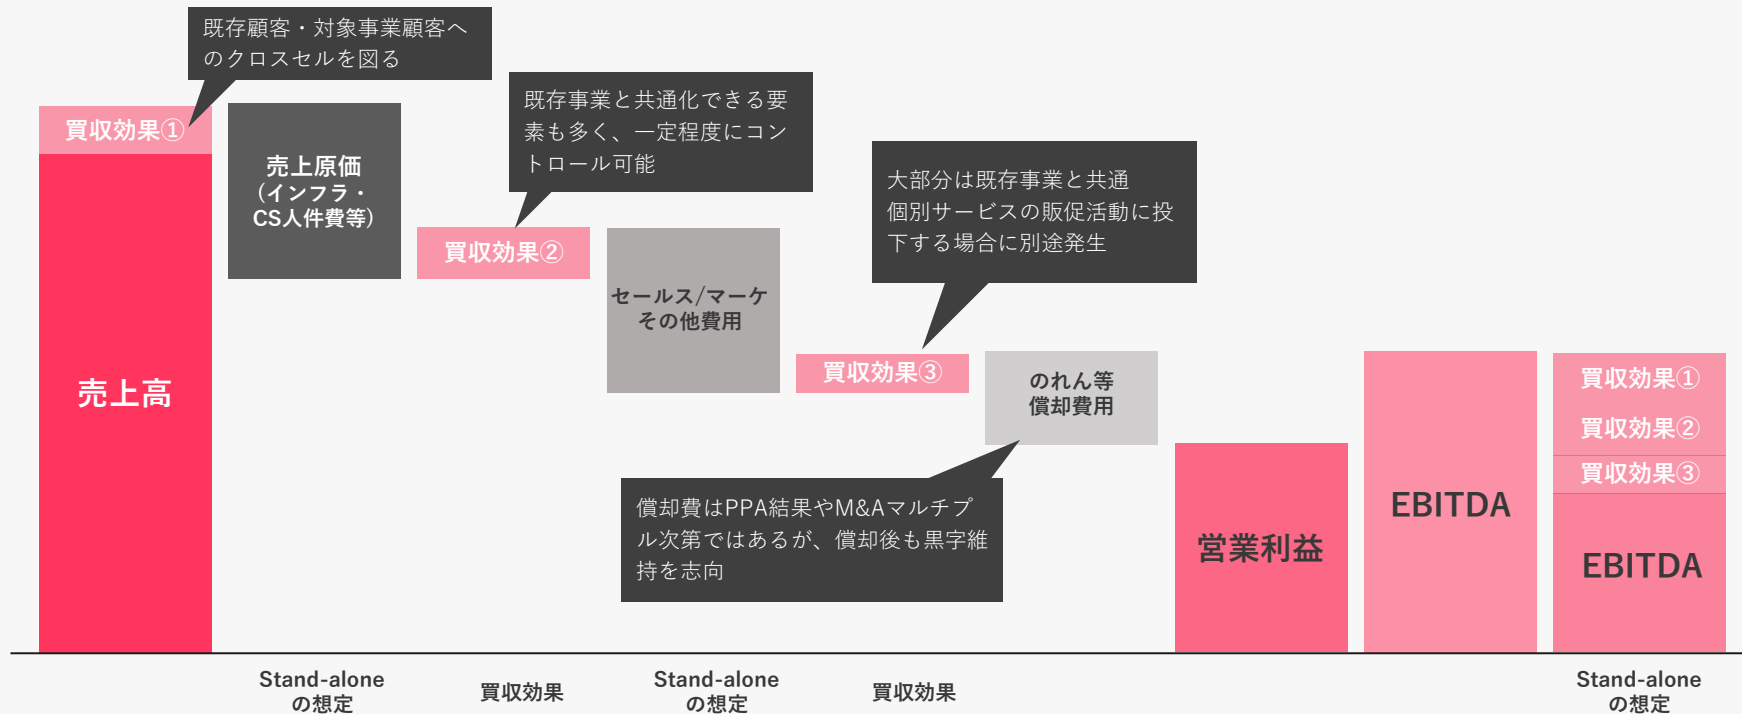 既存顧客・対象事業顧客へ
のクロスセルを図る
買収効果①
売上高
売上原価
（インフラ・
CS人件費等）
既存事業と共通化できる要
素も多く、一定程度にコン
トロール可能
買収効果②
セールス/マーケ
その他費用
大部分は既存事業と共通
個別サービスの販促活動に投
下する場合に別途発生
買収効果③
のれん等
償却費用
償却費はPPA結果やM&Aマルチプ
ル次第ではあるが、償却後も黒字維
持を志向
営業利益
EBITDA
買収効果①
買収効果②
買収効果③
EBITDA
Stand-alone
の想定
買収効果
Stand-alone
の想定
買収効果
Stand-alone
の想定